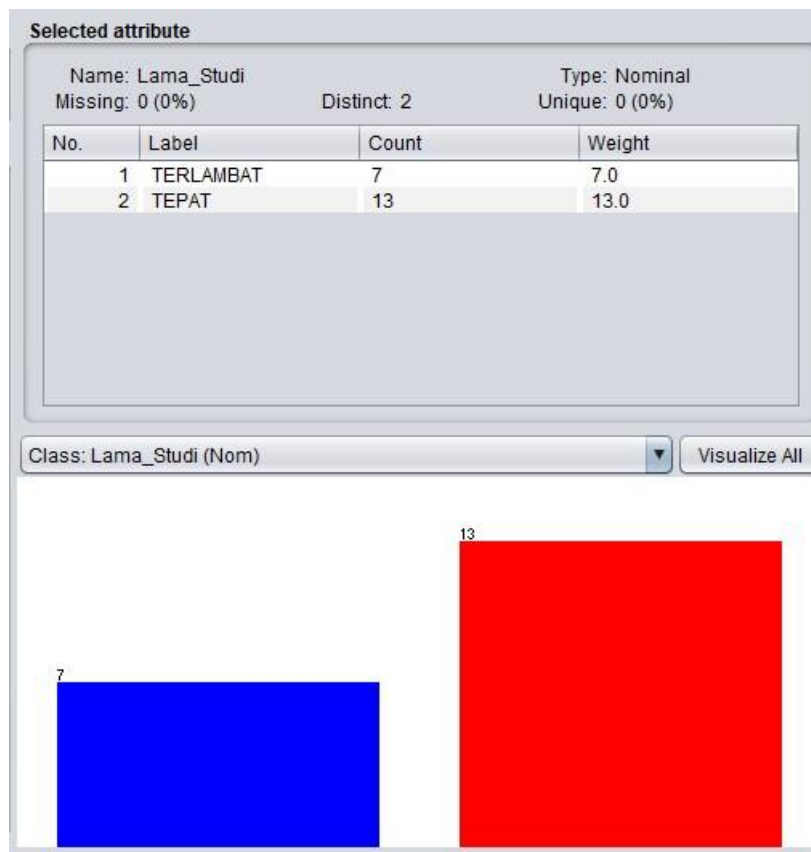 Selected attribute
Name: Lama_Studi Type: Nominal
Missing: 0 (0%) Distinct: 2 Unique: 0 (0%)
No. Label Count Weight
1 TERLAMBAT 7 7.0
2 TEPAT 13 13.0
Class: Lama_Studi (Nom) Visualize All
13
7